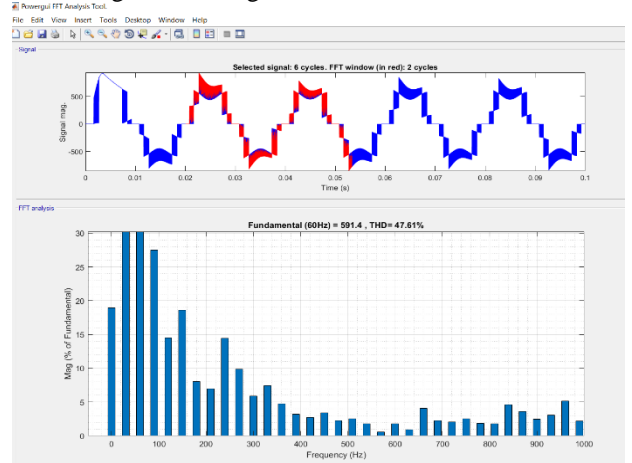 Powergui FFT Analysis Tool.
File Edit View Insert Tools Desktop Window Help
Signal
Selected signal: 6 cycles. FFT window (in red): 2 cycles
500
0
-500
Signal mag.
0 0.01 0.02 0.03 0.04 0.05 0.06 0.07 0.08 0.09 0.1
Time (s)
FFT analysis
Fundamental (60Hz) = 591.4 , THD= 47.61%
30
25
20
15
10
5
0
Mag (% of Fundamental)
0 100 200 300 400 500 600 700 800 900 1000
Frequency (Hz)